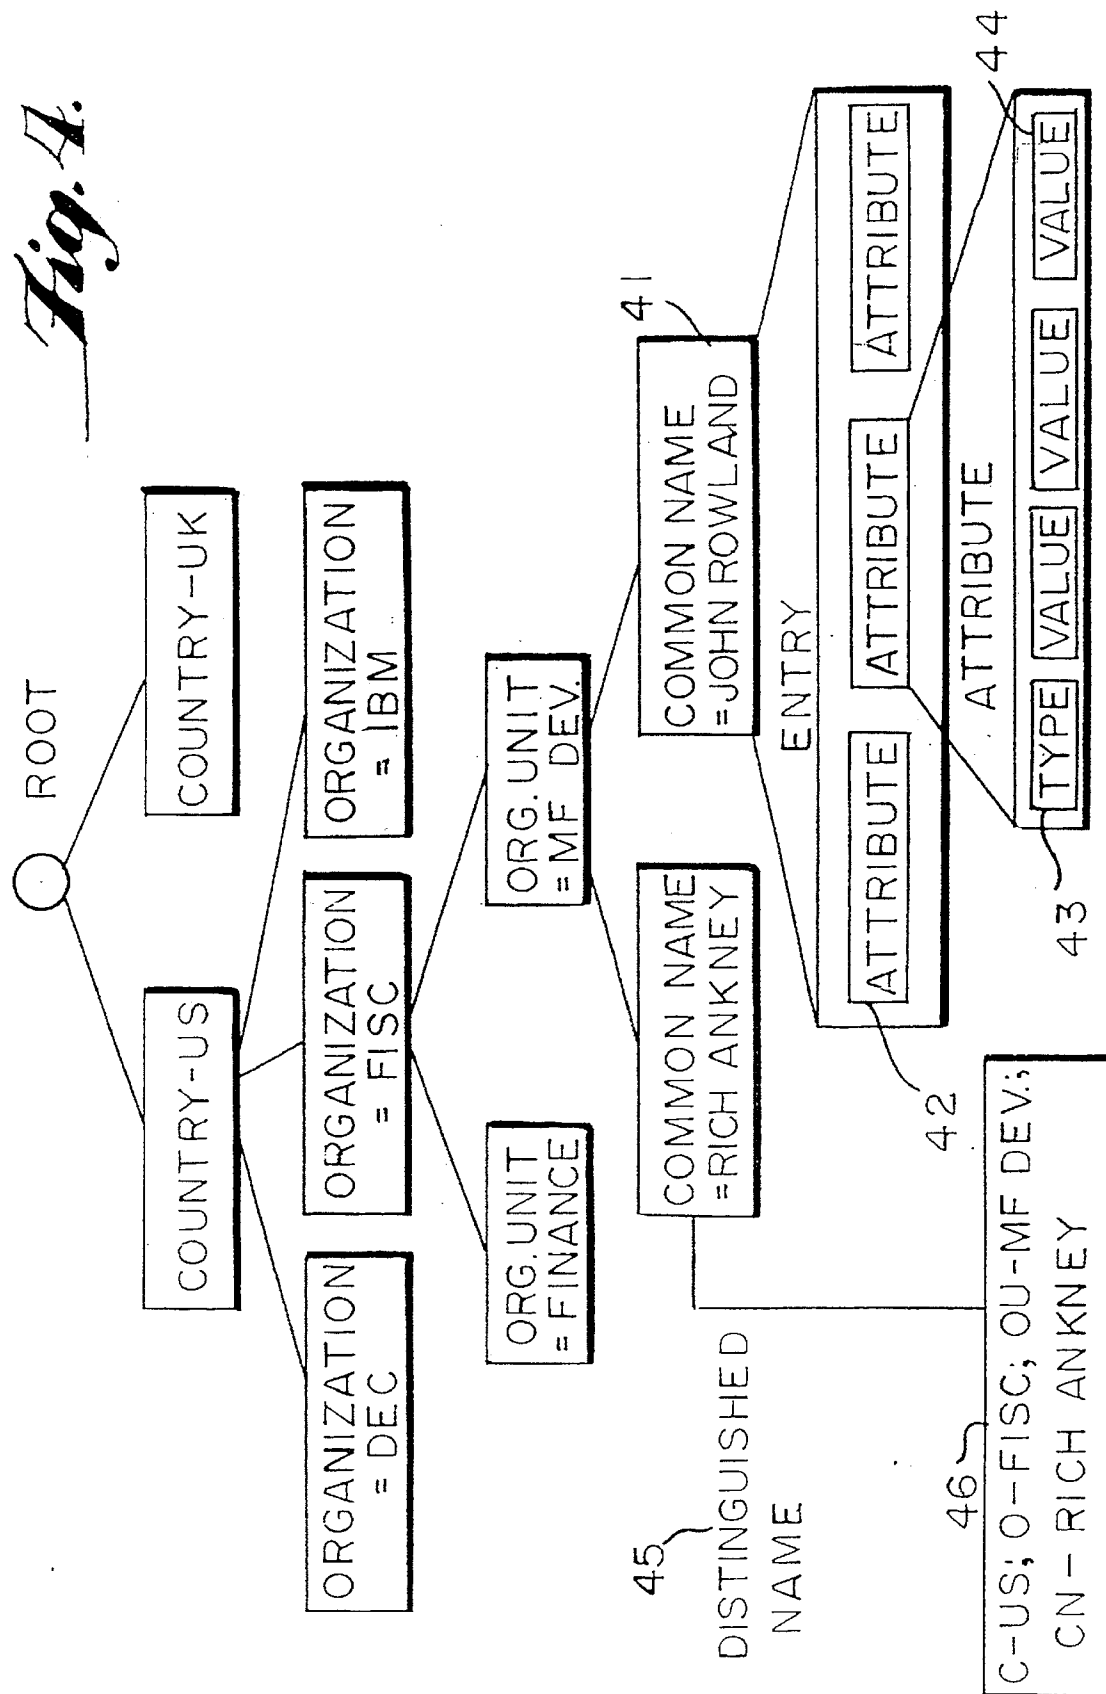 Fig. 4.
ROOT
COUNTRY-US
COUNTRY-UK
ORGANIZATION
= DEC
ORGANIZATION
= FISC
ORGANIZATION
= IBM
ORG. UNIT
= FINANCE
ORG. UNIT
= MF DEV.
COMMON NAME
=RICH ANKNEY
COMMON NAME
=JOHN ROWLAND
41
45
DISTINGUISHED
NAME
ENTRY
ATTRIBUTE
ATTRIBUTE
ATTRIBUTE
42
ATTRIBUTE
46
C-US; O-FISC; OU-MF DEV.;
CN- RICH ANKNEY
TYPE
VALUE
VALUE
VALUE
43
44